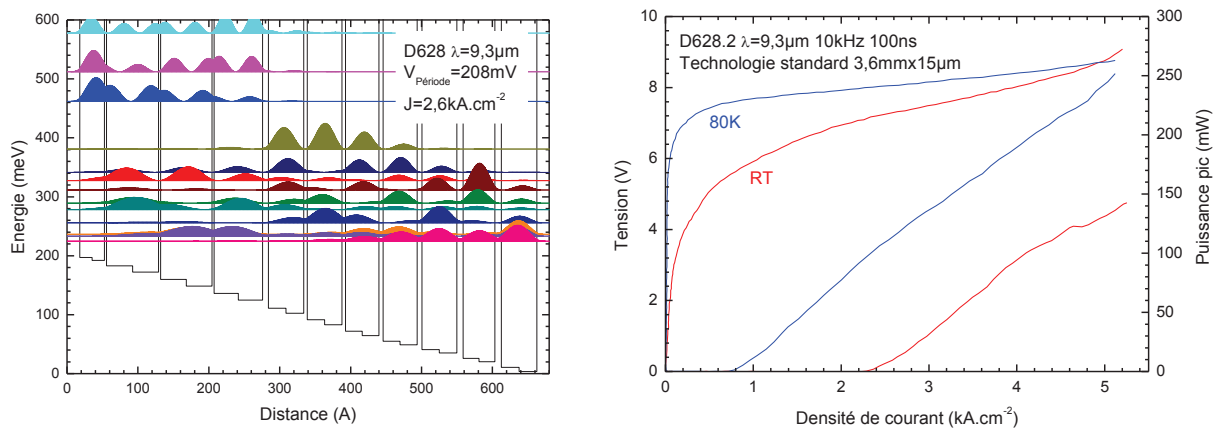 600
500
400
300
200
100
0
Energie (meV)
D628 λ=9,3µm
V_Période=208mV
J=2,6kA.cm⁻²
0 100 200 300 400 500 600
Distance (A)
10
8
6
4
2
0
Tension (V)
D628.2 λ=9,3µm 10kHz 100ns
Technologie standard 3,6mmx15µm
80K
RT
300
250
200
150
100
50
0
Puissance pic (mW)
0 1 2 3 4 5
Densité de courant (kA.cm⁻²)